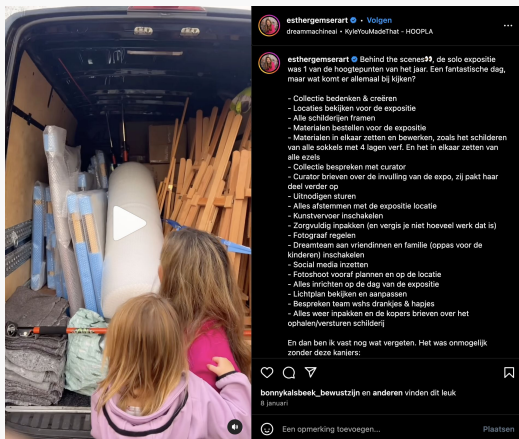 esthergemserart • Volgen
dreammachineai • KyleYouMadeThat - HOOPLA
esthergemserart Behind the scenes👀, de solo expositie
was 1 van de hoogtepunten van het jaar. Een fantastische dag,
maar wat komt er allemaal bij kijken?
- Collectie bedenken & creëren
- Locaties bekijken voor de expositie
- Alle schilderijen framen
- Materialen bestellen voor de expositie
- Materialen in elkaar zetten en bewerken, zoals het schilderen
van alle sokkels met 4 lagen verf. En het in elkaar zetten van
alle ezels
- Collectie bespreken met curator
- Curator brieven over de invulling van de expo, zij pakt haar
deel verder op
- Uitnodigen sturen
- Alles afstemmen met de expositie locatie
- Kunstvervoer inschakelen
- Zorgvuldig inpakken (en vergis je niet hoeveel werk dat is)
- Fotograaf regelen
- Dreamteam aan vriendinnen en familie (oppas voor de
kinderen) inschakelen
- Social media inzetten
- Fotoshoot vooraf plannen en op de locatie
- Alles inrichten op de dag van de expositie
- Lichtplan bekijken en aanpassen
- Bespreken team wshs drankjes & hapjes
- Alles weer inpakken en de kopers brieven over het
ophalen/versturen schilderij
En dan ben ik vast nog wat vergeten. Het was onmogelijk
zonder deze kanjers:
bonnykalsbeek_bewustzijn en anderen vinden dit leuk
8 januari
Een opmerking toevoegen...
Plaatsen